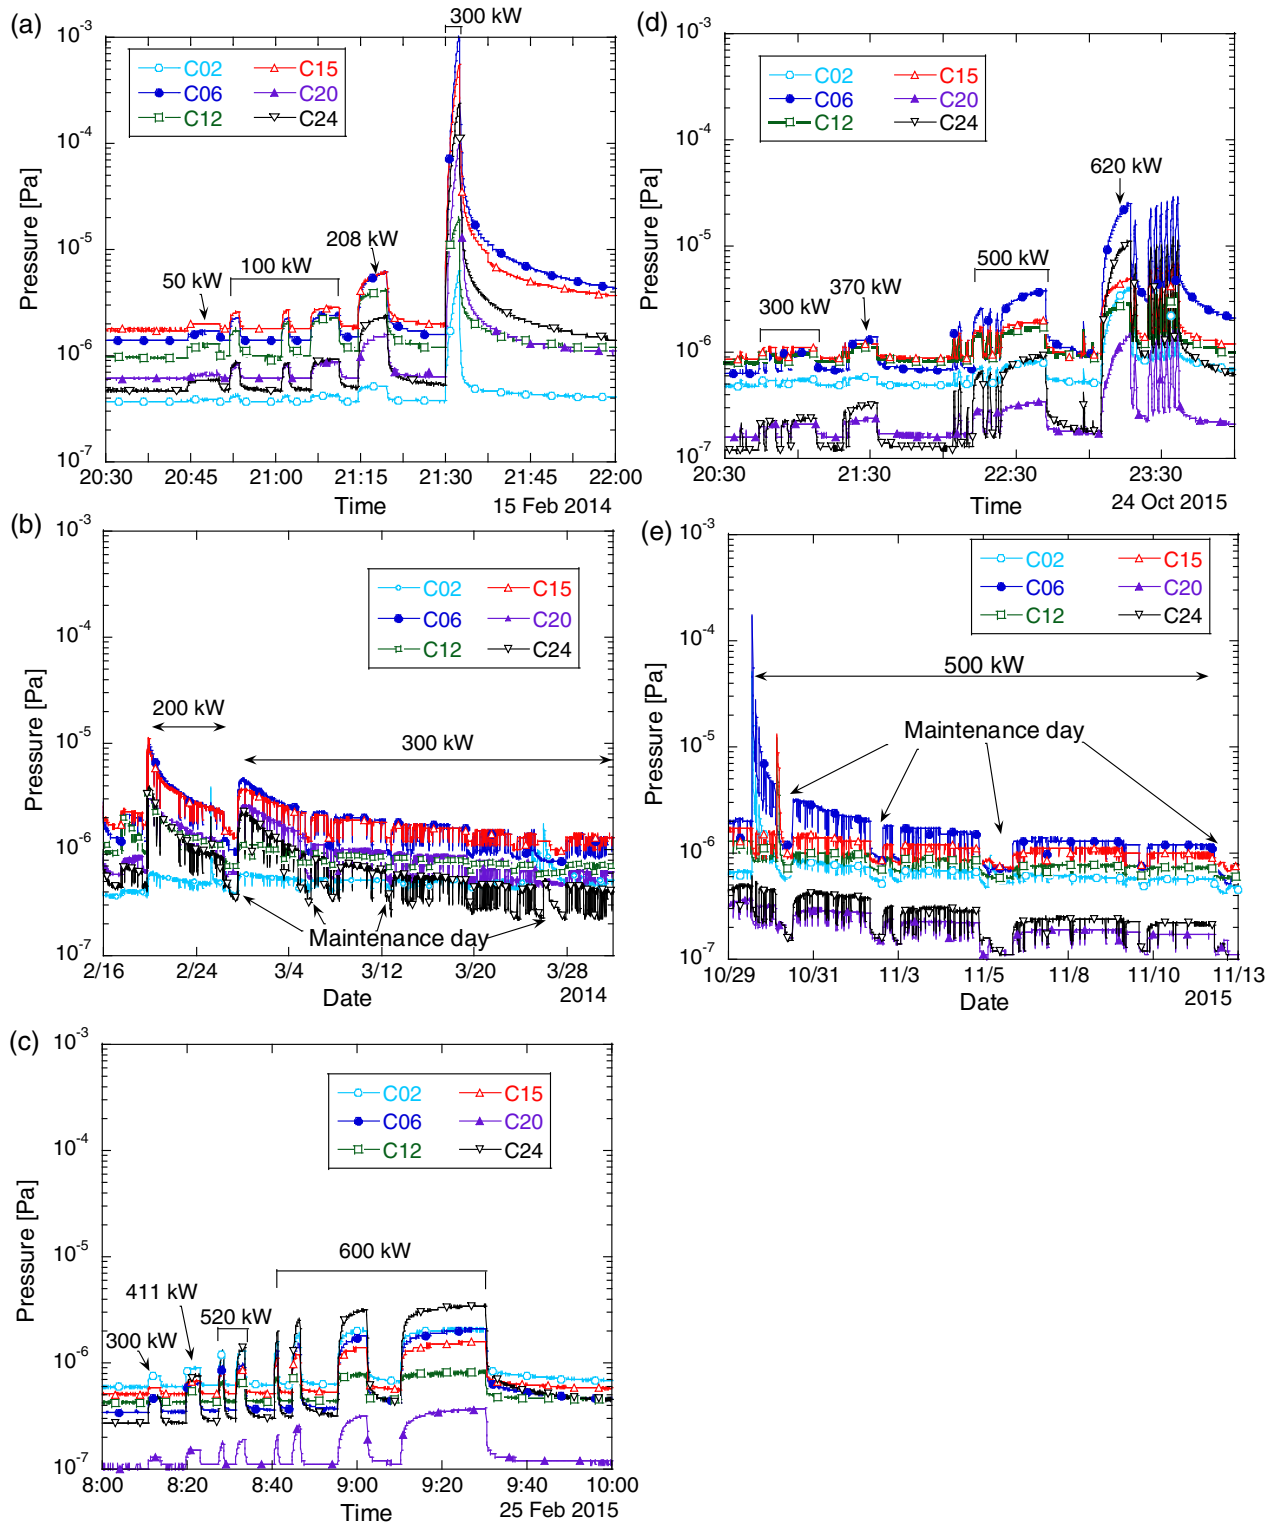 (a)
300 kW
10-3
C02
C15
C06
C20
C12
C24
10-4
Pressure [Pa]
208 kW
10-5
100 kW
50 kW
10-6
10-7
20:30
20:45
21:00
21:15
21:30
21:45
22:00
Time
15 Feb 2014
(d)
10-3
C02
C15
C06
C20
C12
C24
10-4
Pressure [Pa]
620 kW
10-5
500 kW
370 kW
300 kW
10-6
10-7
20:30
21:30
22:30
23:30
Time
24 Oct 2015
(b)
10-3
C02
C15
C06
C20
C12
C24
10-4
Pressure [Pa]
200 kW
300 kW
10-5
10-6
Maintenance day
10-7
2/16
2/24
3/4
3/12
3/20
3/28
Date
2014
(e)
10-3
C02
C15
C06
C20
C12
C24
10-4
500 kW
Pressure [Pa]
Maintenance day
10-5
10-6
10-7
10/29
10/31
11/3
11/5
11/8
11/10
11/13
Date
2015
(c)
10-3
C02
C15
C06
C20
C12
C24
10-4
Pressure [Pa]
600 kW
10-5
411 kW
520 kW
300 kW
10-6
10-7
8:00
8:20
8:40
9:00
9:20
9:40
10:00
Time
25 Feb 2015